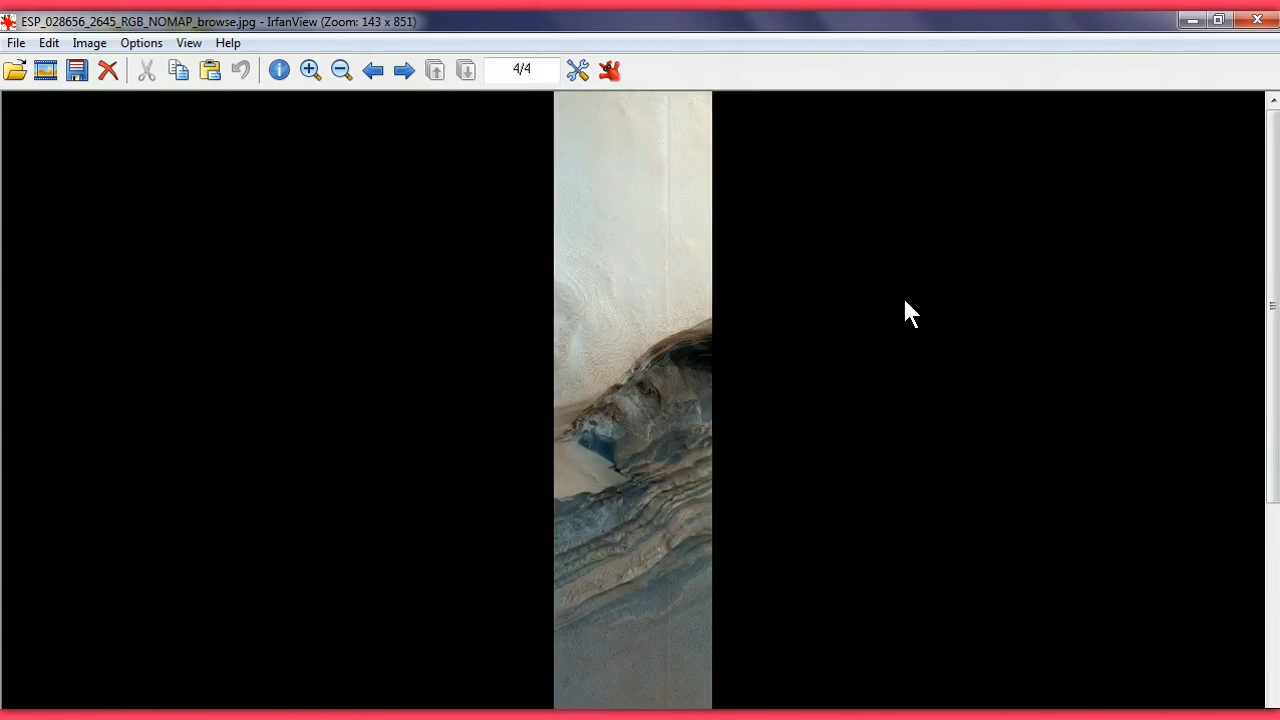 ESP_028656_2645_RGB_NOMAP_browse.jpg - IrfanView (Zoom: 143 x 851)
File Edit Image Options View Help
4/4